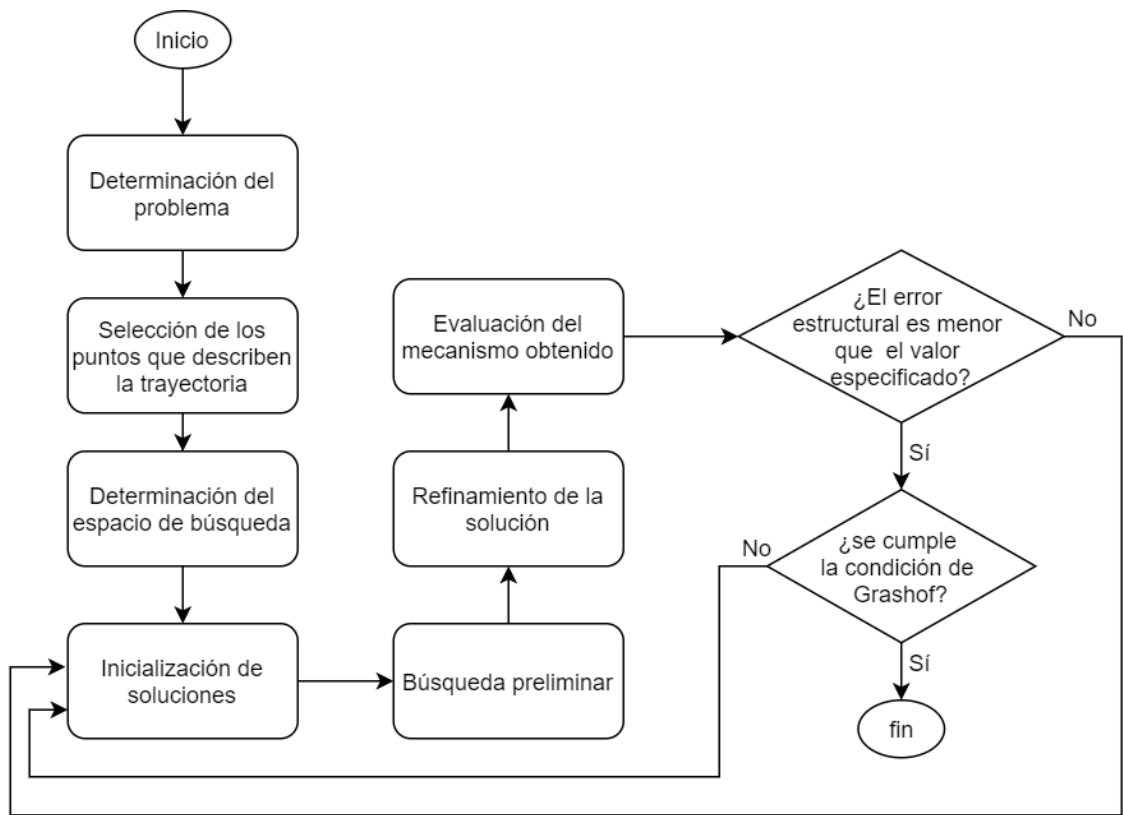 Inicio
Determinación del
problema
Selección de los
puntos que describen
la trayectoria
Determinación del
espacio de búsqueda
Inicialización de
soluciones
Búsqueda preliminar
Refinamiento de la
solución
Evaluación del
mecanismo obtenido
¿El error
estructural es menor
que el valor
especificado?
No
Sí
¿se cumple
la condición de
Grashof?
No
Sí
fin